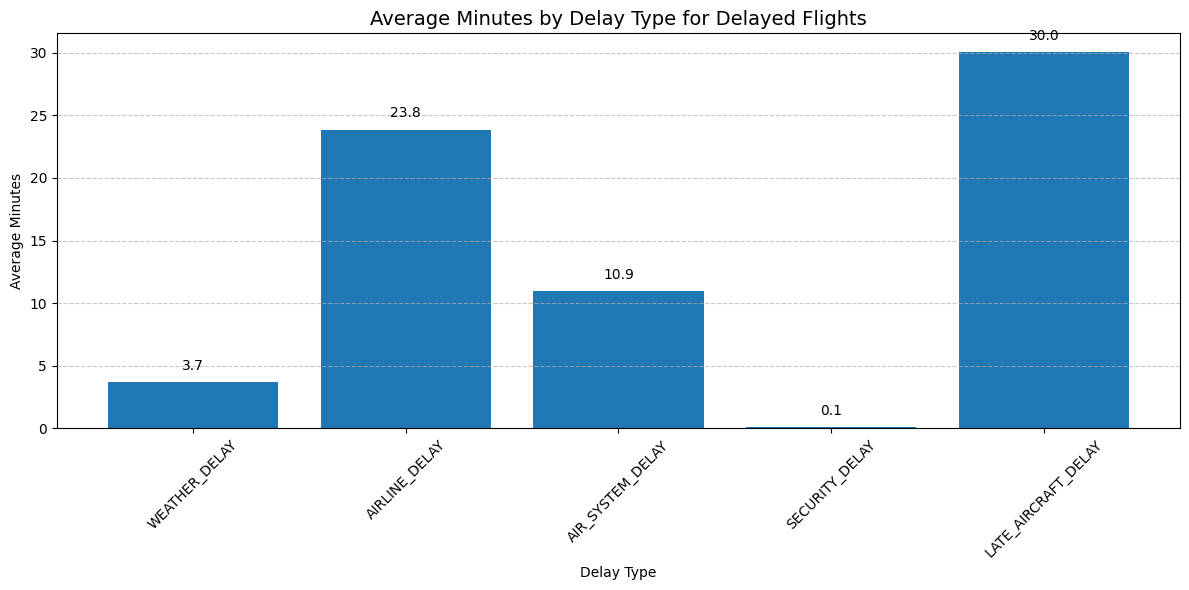 Average Minutes by Delay Type for Delayed Flights
Average Minutes
30
25
20
15
10
5
0
3.7
23.8
10.9
0.1
30.0
WEATHER_DELAY
AIRLINE_DELAY
AIR_SYSTEM_DELAY
SECURITY_DELAY
LATE_AIRCRAFT_DELAY
Delay Type